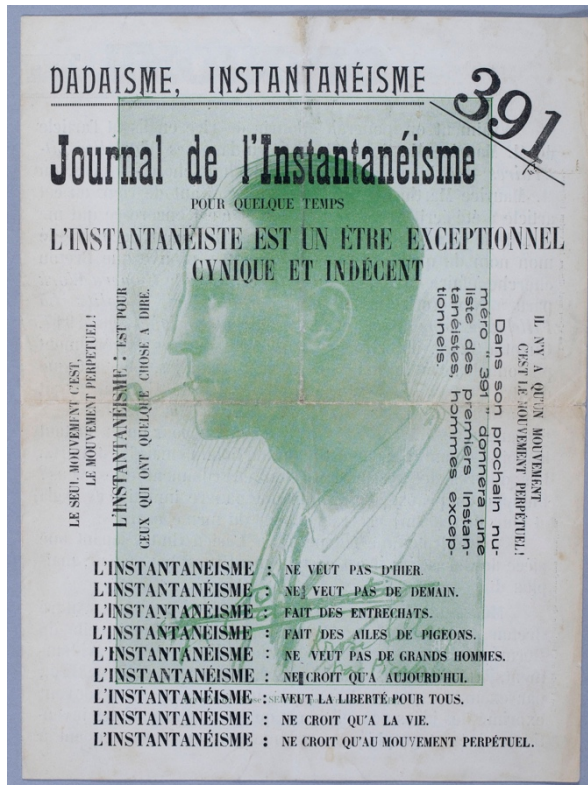 DADAISME, INSTANTANÉISME
391
Journal de l'Instantanéisme
POUR QUELQUE TEMPS
L'INSTANTANÉISTE EST UN ÊTRE EXCEPTIONNEL
CYNIQUE ET INDÉCENT
LE SEUL MOUVEMENT C'EST,
LE MOUVEMENT PERPETUEL!
L'INSTANTANÉISME : EST POUR
CEUX QUI ONT QUELQUE CHOSE A DIRE.
Dans son prochain nu-
méro "391" donnera une
liste des premiers Instan-
tanéistes, hommes excep-
tionnels.
IL N'Y A QU'UN MOUVEMENT
C'EST LE MOUVEMENT PERPÉTUEL!
L'INSTANTANÉISME : NE VEUT PAS D'HIER.
L'INSTANTANÉISME : NE VEUT PAS DE DEMAIN.
L'INSTANTANÉISME : FAIT DES ENTRECHATS.
L'INSTANTANÉISME : FAIT DES AILES DE PIGEONS.
L'INSTANTANÉISME : NE VEUT PAS DE GRANDS HOMMES.
L'INSTANTANÉISME : NE CROIT QU'A AUJOURD'HUI.
L'INSTANTANÉISME : VEUT LA LIBERTÉ POUR TOUS.
L'INSTANTANÉISME : NE CROIT QU'A LA VIE.
L'INSTANTANÉISME : NE CROIT QU'AU MOUVEMENT PERPÉTUEL.